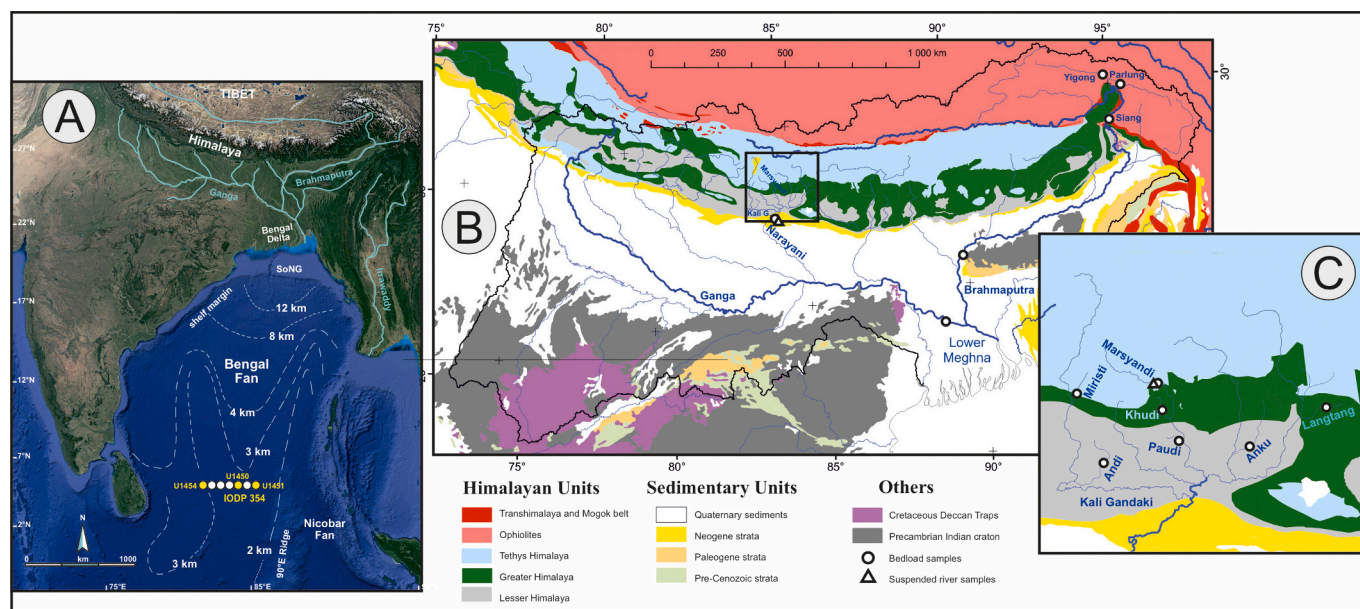 A
TIBET
Himalaya
Brahmaputra
Ganga
Bengal
Delta
Irrawaddy
SoNG
shelf margin
12 km
8 km
Bengal
Fan
4 km
3 km
U1454
U1450
U1451
IODP 354
Nicobar
Fan
3 km
2 km
90°E Ridge
N
0
km
1000
27°N
22°N
17°N
12°N
7°N
2°N
75°E
85°E
B
75°
80°
85°
90°
95°
30°
0
250
500
1 000 km
Yigong
Parlung
Siang
Marsyandi
Kali G.
Narayani
Ganga
Brahmaputra
Lower
Meghna
75°
80°
85°
90
C
Miristi
Marsyandi
Khudi
Langtang
Paudi
Anku
Andi
Kali Gandaki
Himalayan Units
Transhimalaya and Mogok belt
Ophiolites
Tethys Himalaya
Greater Himalaya
Lesser Himalaya
Sedimentary Units
Quaternary sediments
Neogene strata
Paleogene strata
Pre-Cenozoic strata
Others
Cretaceous Deccan Traps
Precambrian Indian craton
Bedload samples
Suspended river samples